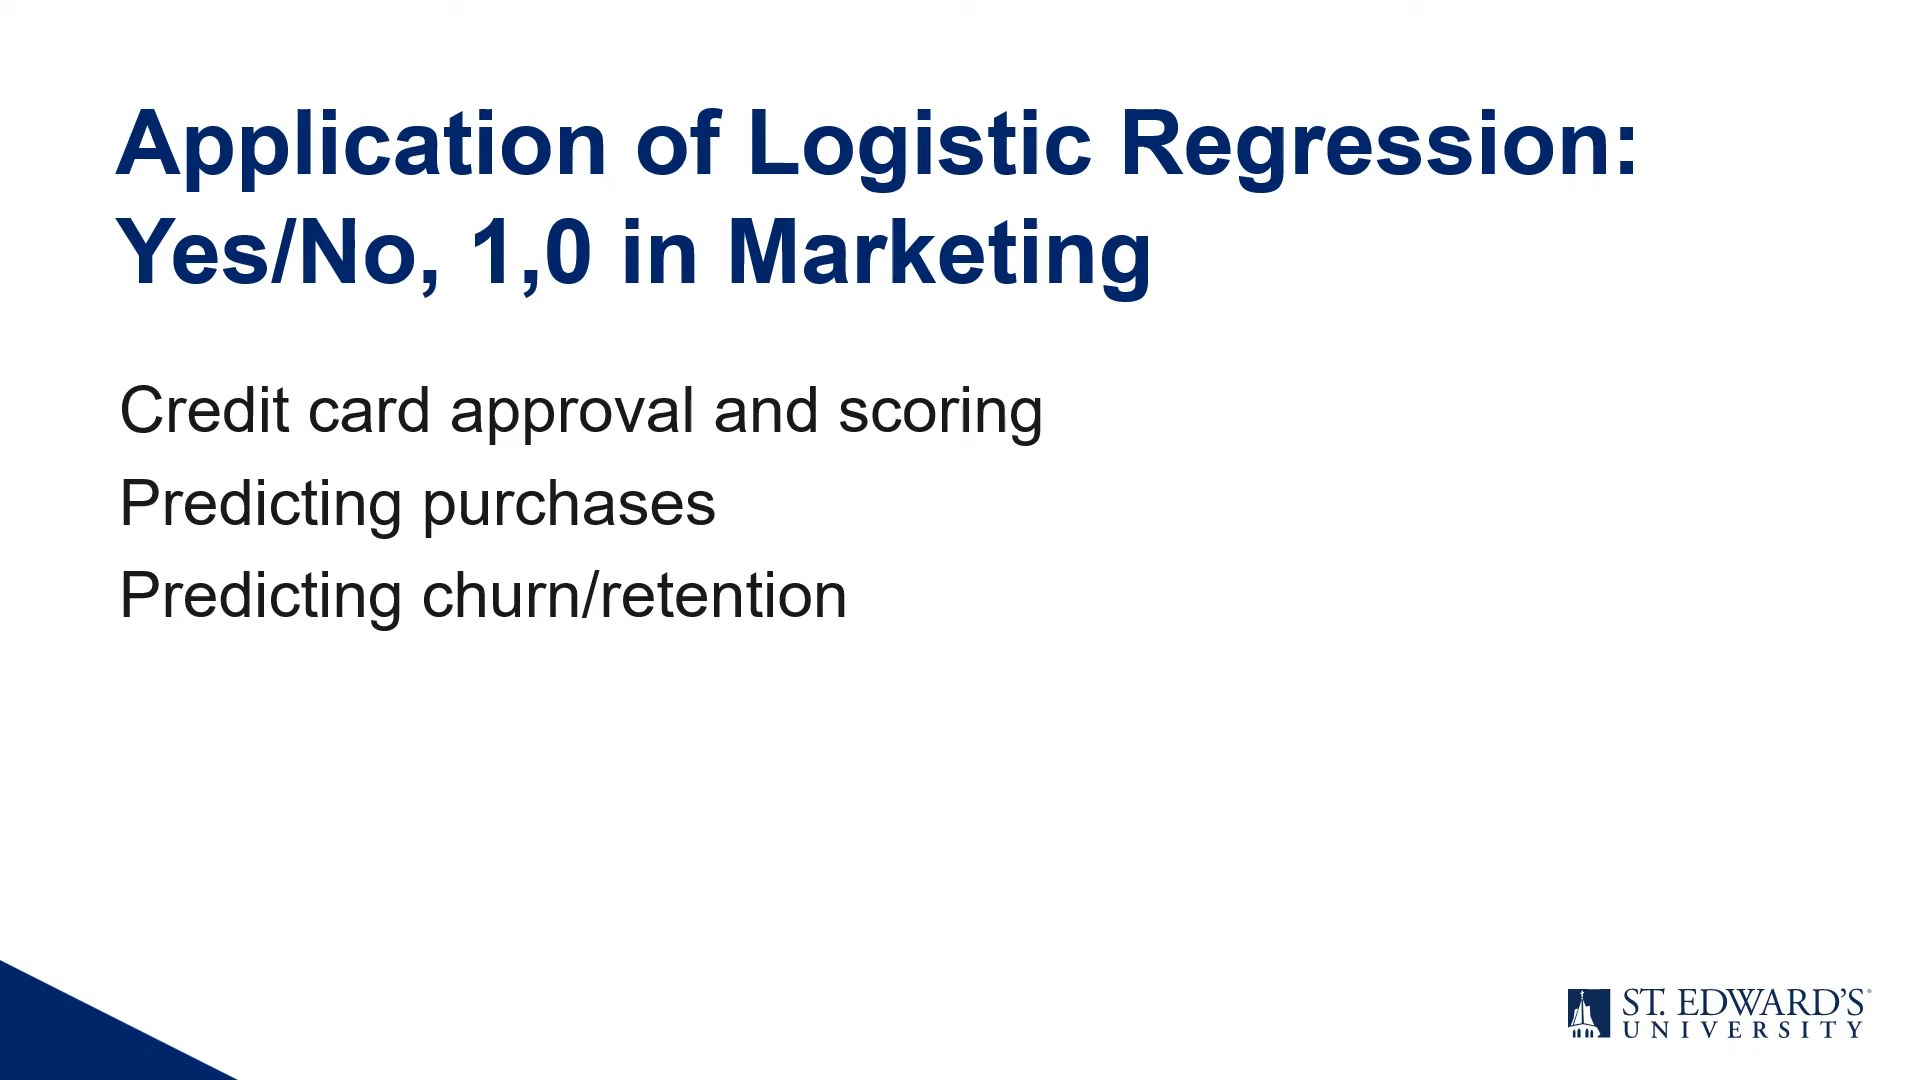 Application of Logistic Regression:
Yes/No, 1,0 in Marketing
Credit card approval and scoring
Predicting purchases
Predicting churn/retention
ST. EDWARD'S®
UNIVERSITY